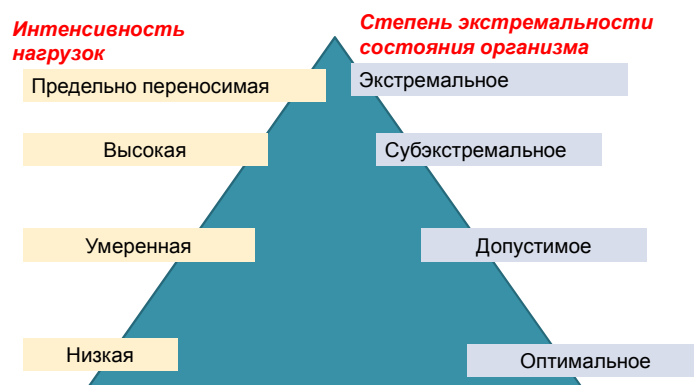 Интенсивность
нагрузок
Степень экстремальности
состояния организма
Предельно переносимая
Экстремальное
Высокая
Субэкстремальное
Умеренная
Допустимое
Низкая
Оптимальное